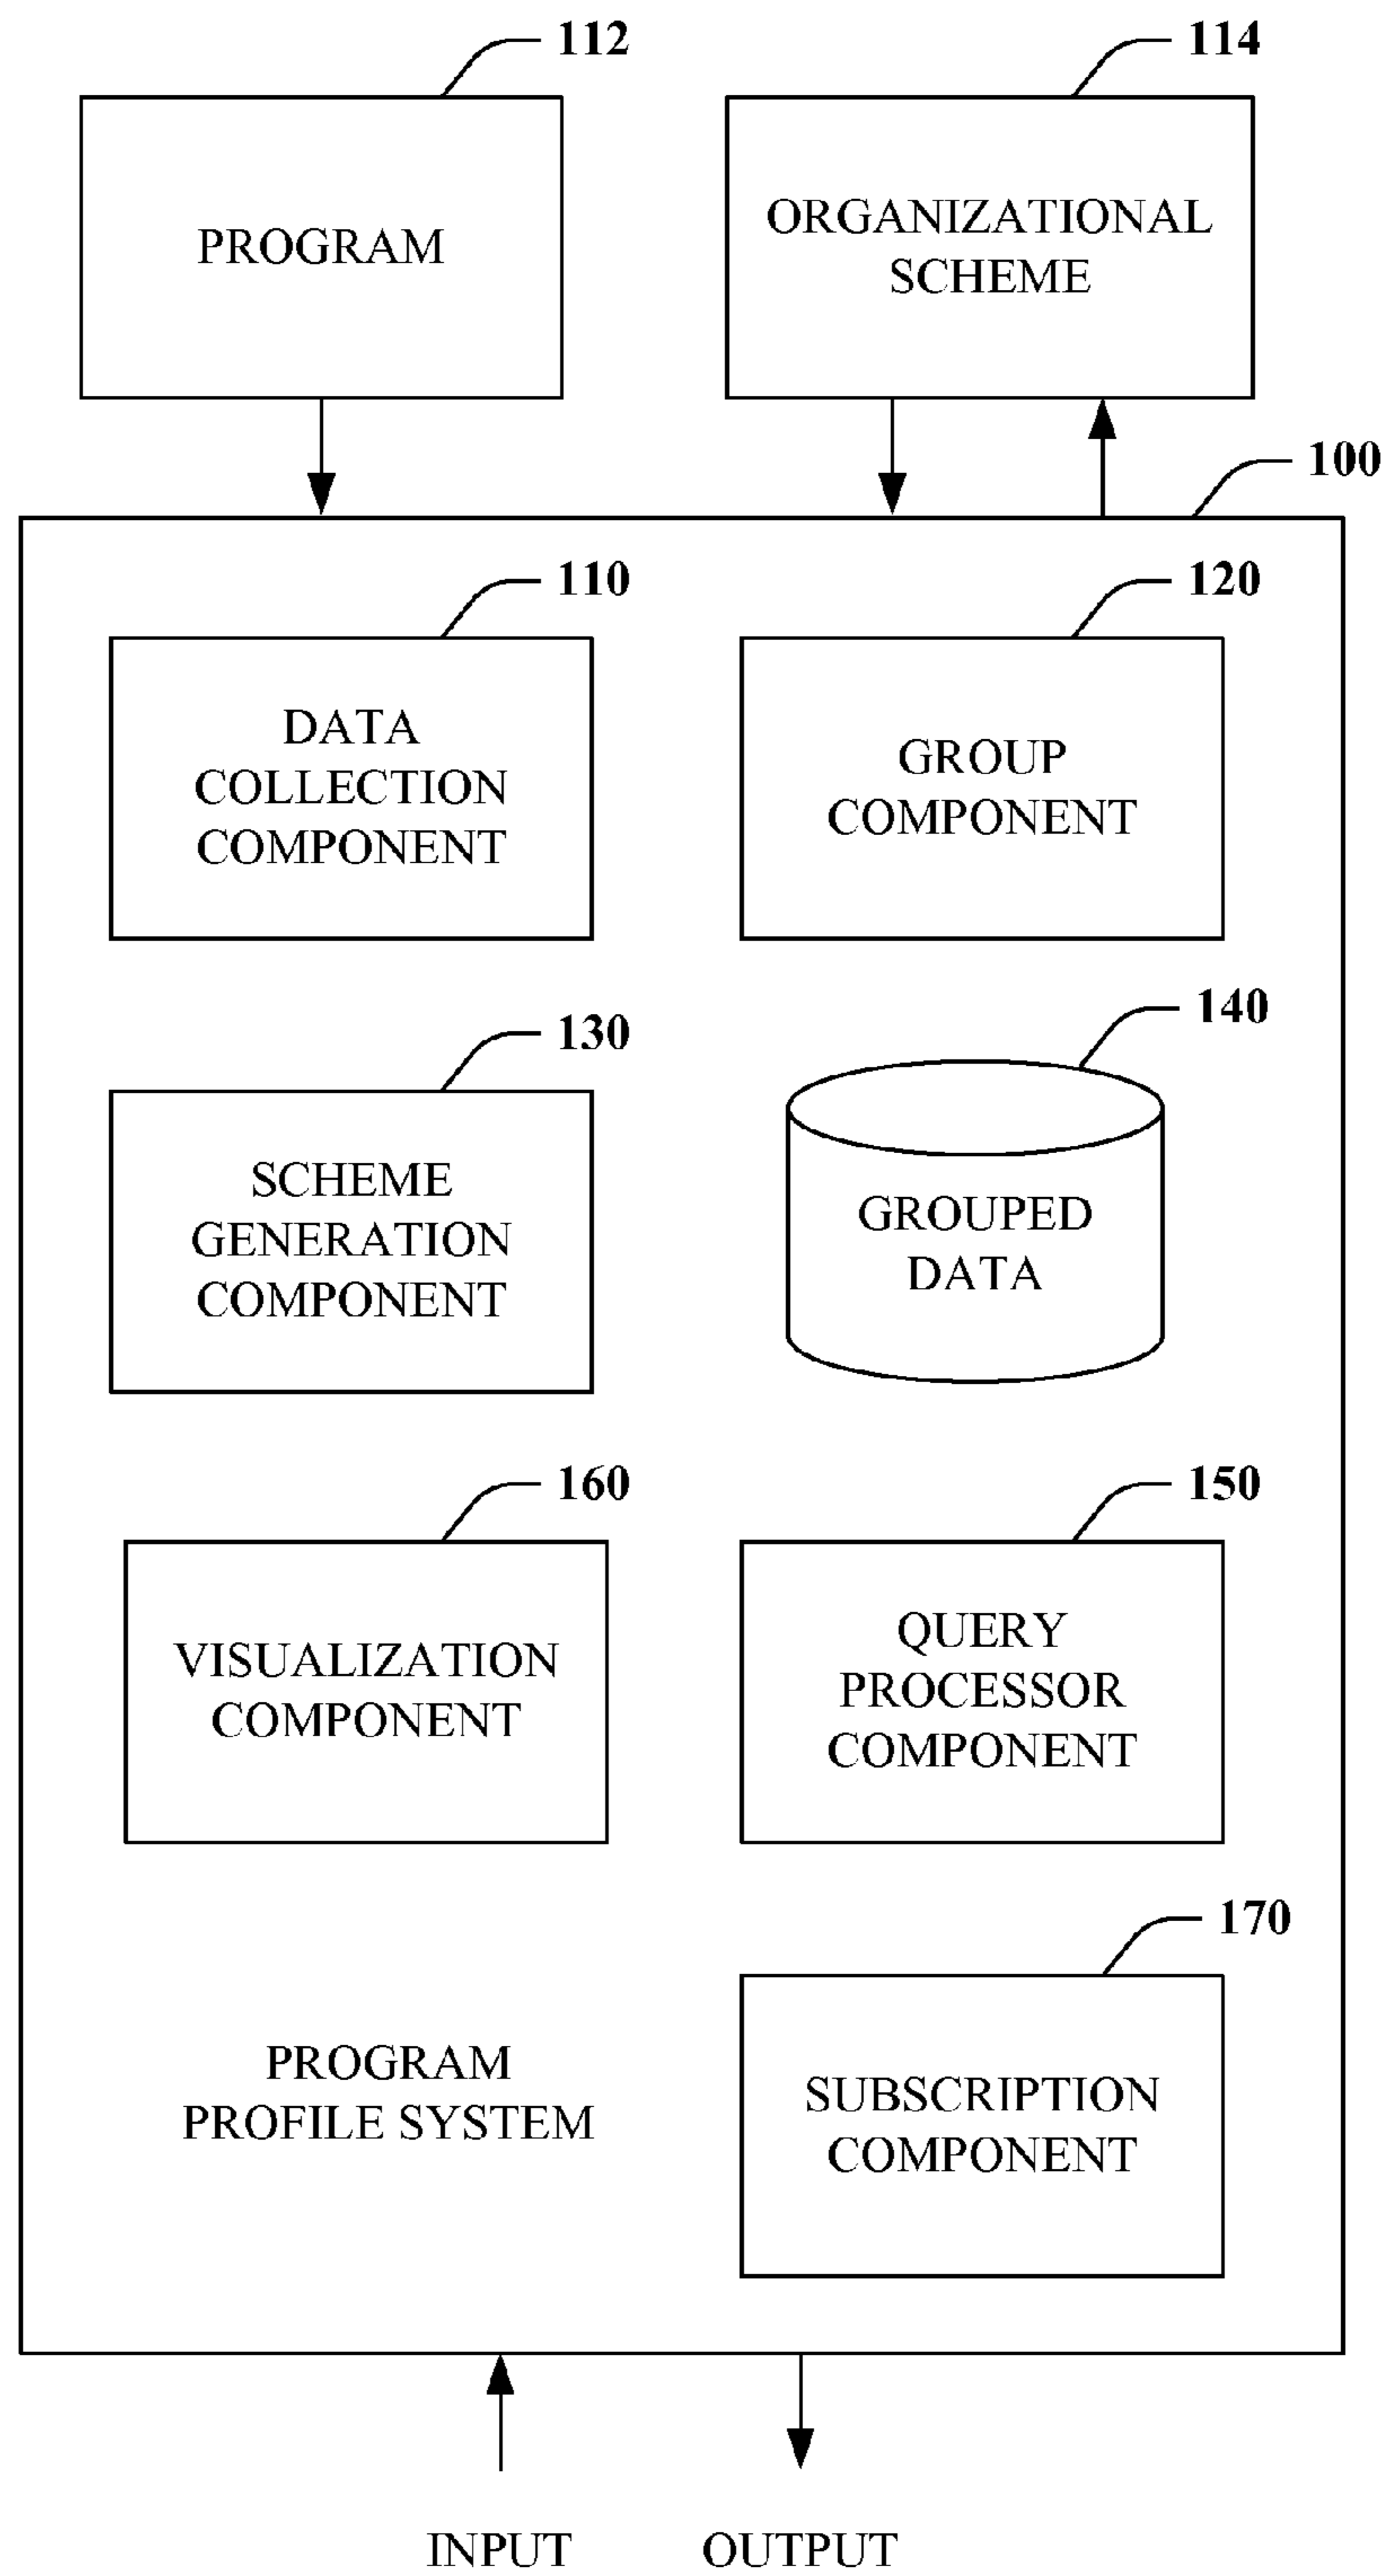 112
114
PROGRAM
ORGANIZATIONAL
SCHEME
100
110
120
DATA
COLLECTION
COMPONENT
GROUP
COMPONENT
130
140
SCHEME
GENERATION
COMPONENT
GROUPED
DATA
160
150
VISUALIZATION
COMPONENT
QUERY
PROCESSOR
COMPONENT
170
PROGRAM
PROFILE SYSTEM
SUBSCRIPTION
COMPONENT
INPUT
OUTPUT